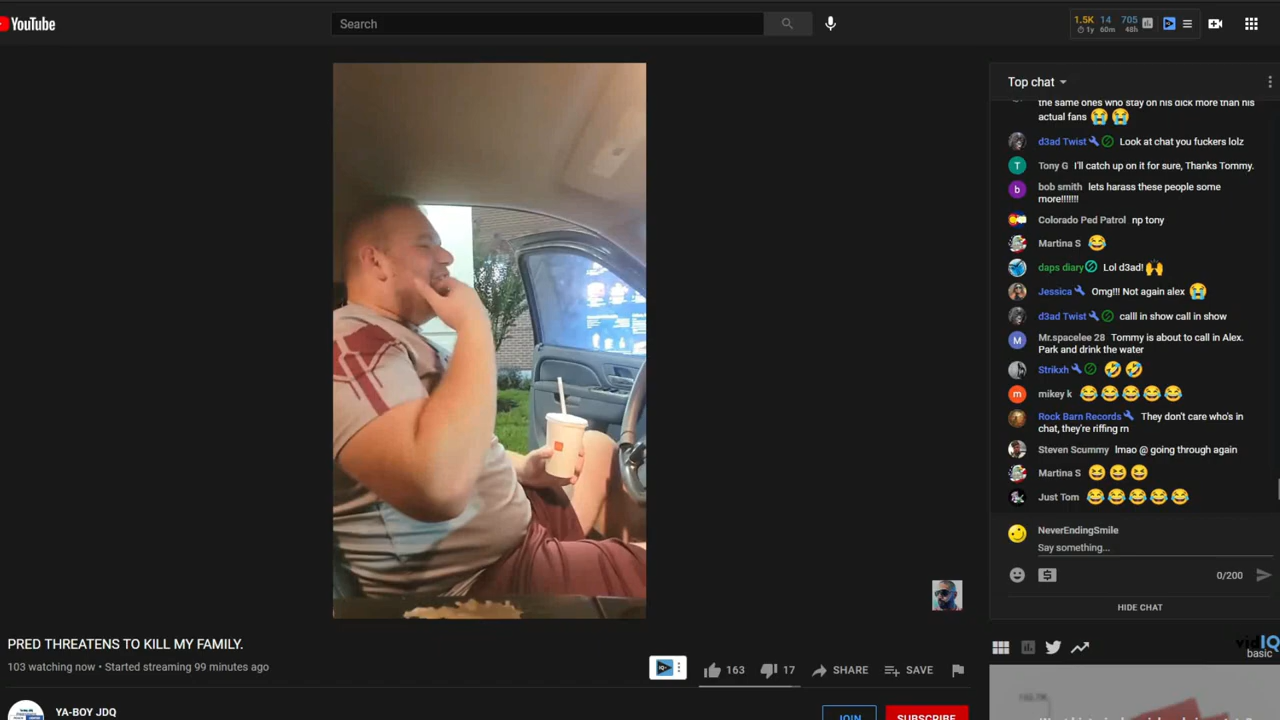 YouTube
Search
1.5K 14 705
1y 60m 48h
Top chat
the same ones who stay on his dick more than his
actual fans 😭😭
d3ad Twist Look at chat you fuckers lolz
T Tony G I'll catch up on it for sure, Thanks Tommy.
b bob smith lets harass these people some
more!!!!!!!
Colorado Ped Patrol np tony
Martina S 😂
daps diary Lol d3ad! 🙌
Jessica Omg!!! Not again alex 😭
d3ad Twist calll in show call in show
M Mr.spacelee 28 Tommy is about to call in Alex.
Park and drink the water
Strikxh 🤣🤣
m mikey k 😂😂😂😂😂
Rock Barn Records They don't care who's in
chat, they're riffing rn
Steven Scummy lmao @ going through again
Martina S 😆😆😆
Just Tom 😂😂😂😂😂
NeverEndingSmile
Say something...
0/200
HIDE CHAT
PRED THREATENS TO KILL MY FAMILY.
103 watching now • Started streaming 99 minutes ago
163 17 SHARE SAVE
vidIQ
basic
YA-BOY JDQ
JOIN SUBSCRIBE